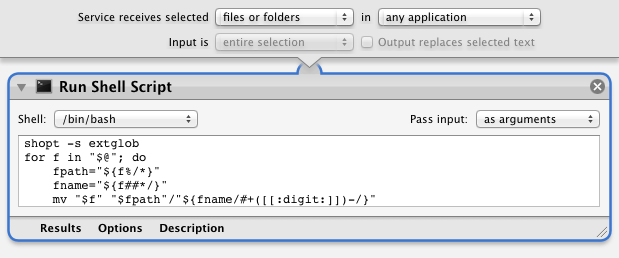 Service receives selected files or folders in any application
Input is entire selection Output replaces selected text
Run Shell Script
Shell: /bin/bash Pass input: as arguments
shopt -s extglob
for f in "$@"; do
    fpath="${f%/*}"
    fname="${f##*/}"
    mv "$f" "$fpath"/"${fname/#+([[:digit:]])-/}"
Results Options Description